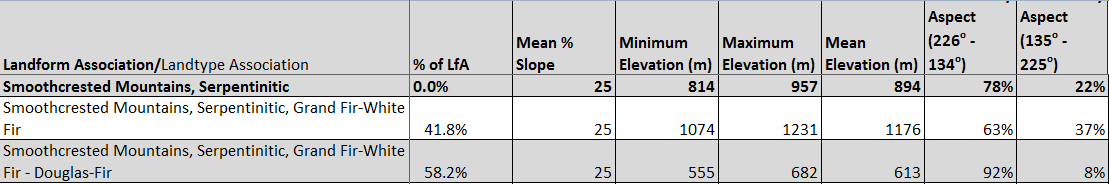 Landform Association/Landtype Association	% of LfA	Mean % Slope	Minimum Elevation (m)	Maximum Elevation (m)	Mean Elevation (m)	Aspect (226° - 134°)	Aspect (135° - 225°)
Smoothcrested Mountains, Serpentinitic	0.0%	25	814	957	894	78%	22%
Smoothcrested Mountains, Serpentinitic, Grand Fir-White
Fir	41.8%	25	1074	1231	1176	63%	37%
Smoothcrested Mountains, Serpentinitic, Grand Fir-White
Fir - Douglas-Fir	58.2%	25	555	682	613	92%	8%